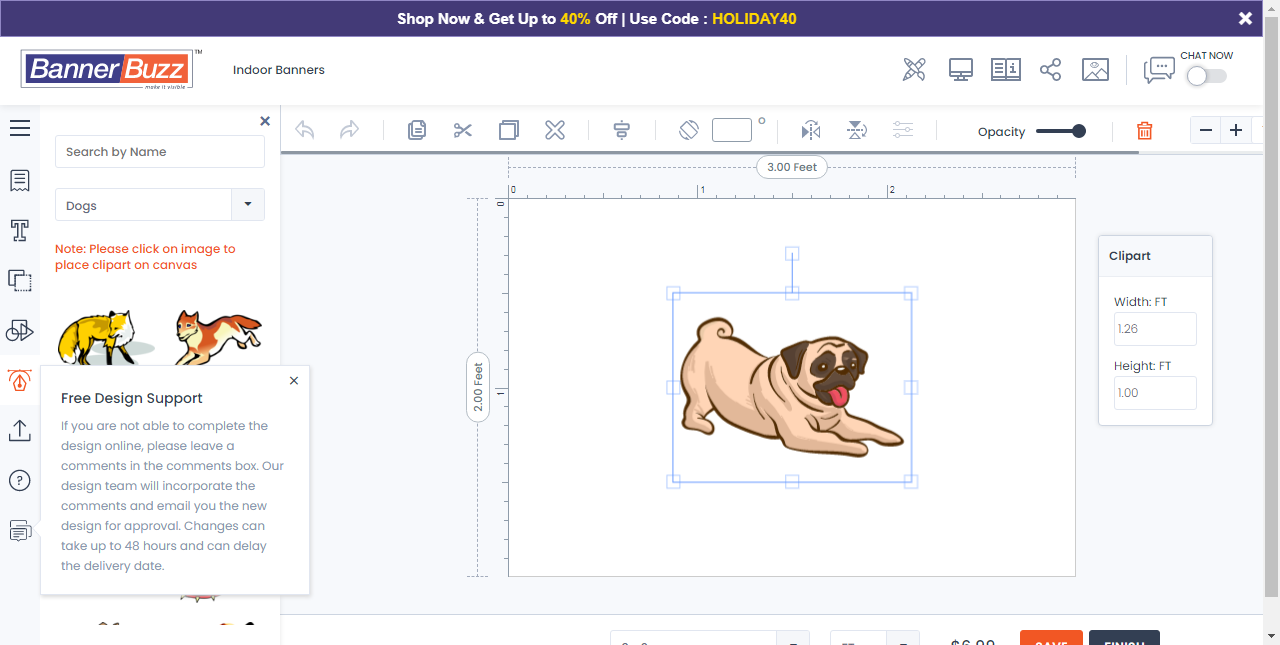 Shop Now & Get Up to 40% Off | Use Code : HOLIDAY40
BannerBuzz
TM
make it visible
Indoor Banners
CHAT NOW
Search by Name
Dogs
Note: Please click on image to
place clipart on canvas
Opacity
3.00 Feet
0
1
2
0
1
2.00 Feet
Clipart
Width: FT
1.26
Height: FT
1.00
Free Design Support
If you are not able to complete the
design online, please leave a
comments in the comments box. Our
design team will incorporate the
comments and email you the new
design for approval. Changes can
take up to 48 hours and can delay
the delivery date.
SAVE
FINISH